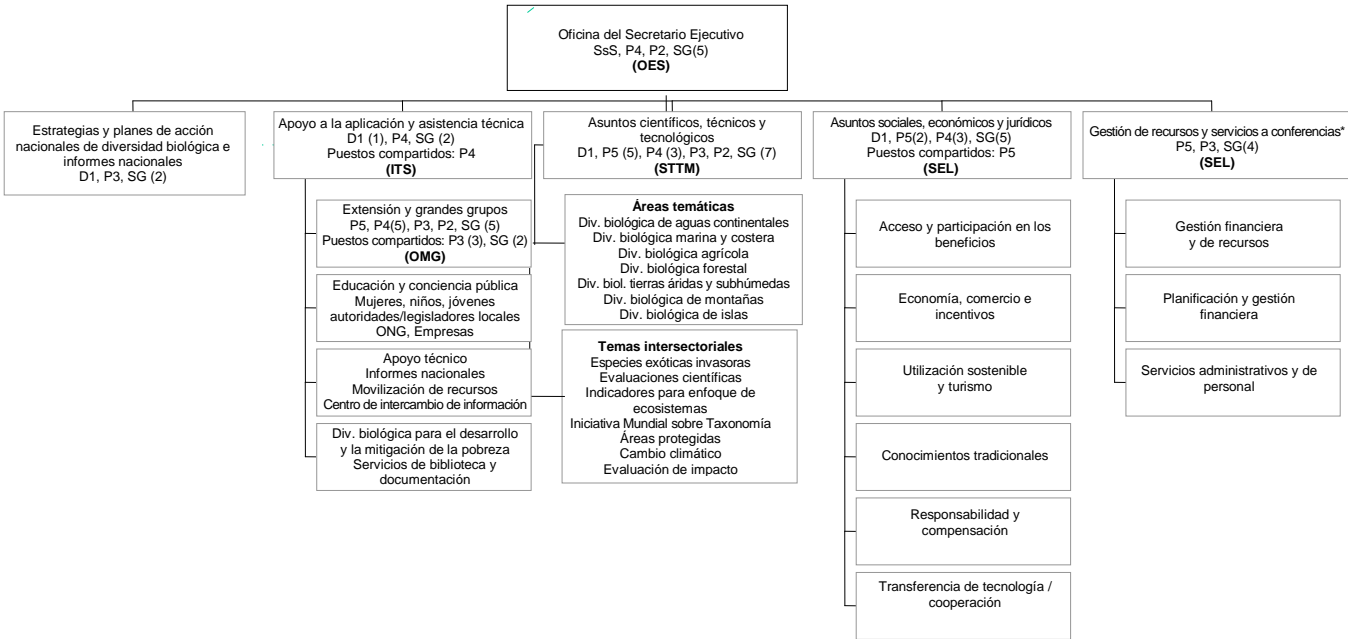 Oficina del Secretario Ejecutivo
SsS, P4, P2, SG(5)
(OES)
Estrategias y planes de acción
nacionales de diversidad biológica e
informes nacionales
D1, P3, SG (2)
Apoyo a la aplicación y asistencia técnica
D1 (1), P4, SG (2)
Puestos compartidos: P4
(ITS)
Extensión y grandes grupos
P5, P4(5), P3, P2, SG (5)
Puestos compartidos: P3 (3), SG (2)
(OMG)
Educación y conciencia pública
Mujeres, niños, jóvenes
autoridades/legisladores locales
ONG, Empresas
Apoyo técnico
Informes nacionales
Movilización de recursos
Centro de intercambio de información
Div. biológica para el desarrollo
y la mitigación de la pobreza
Servicios de biblioteca y
documentación
Asuntos científicos, técnicos y
tecnológicos
D1, P5 (5), P4 (3), P3, P2, SG (7)
(STTM)
Áreas temáticas
Div. biológica de aguas continentales
Div. biológica marina y costera
Div. biológica agrícola
Div. biológica forestal
Div. biol. tierras áridas y subhúmedas
Div. biológica de montañas
Div. biológica de islas
Temas intersectoriales
Especies exóticas invasoras
Evaluaciones científicas
Indicadores para enfoque de
ecosistemas
Iniciativa Mundial sobre Taxonomía
Áreas protegidas
Cambio climático
Evaluación de impacto
Asuntos sociales, económicos y jurídicos
D1, P5(2), P4(3), SG(5)
Puestos compartidos: P5
(SEL)
Acceso y participación en los
beneficios
Economía, comercio e
incentivos
Utilización sostenible
y turismo
Conocimientos tradicionales
Responsabilidad y
compensación
Transferencia de tecnología /
cooperación
Gestión de recursos y servicios a conferencias*
P5, P3, SG(4)
(SEL)
Gestión financiera
y de recursos
Planificación y gestión
financiera
Servicios administrativos y de
personal